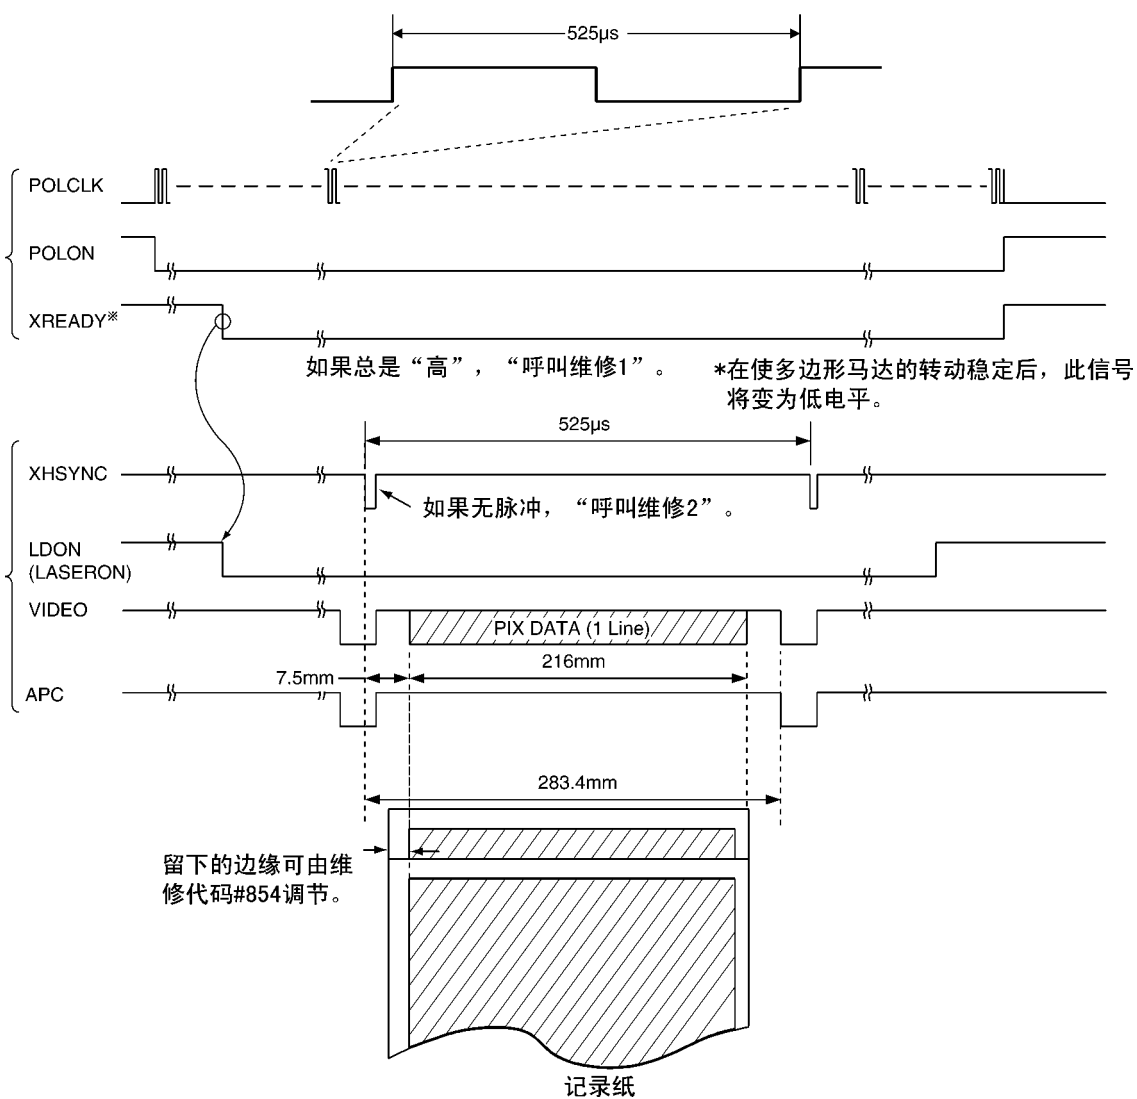 525μs
POLCLK
POLON
XREADY※
如果总是“高”，“呼叫维修1”。
*在使多边形马达的转动稳定后，此信号
将变为低电平。
525μs
XHSYNC
如果无脉冲，“呼叫维修2”。
LDON
(LASERON)
VIDEO
PIX DATA (1 Line)
216mm
7.5mm
APC
283.4mm
留下的边缘可由维
修代码#854调节。
记录纸